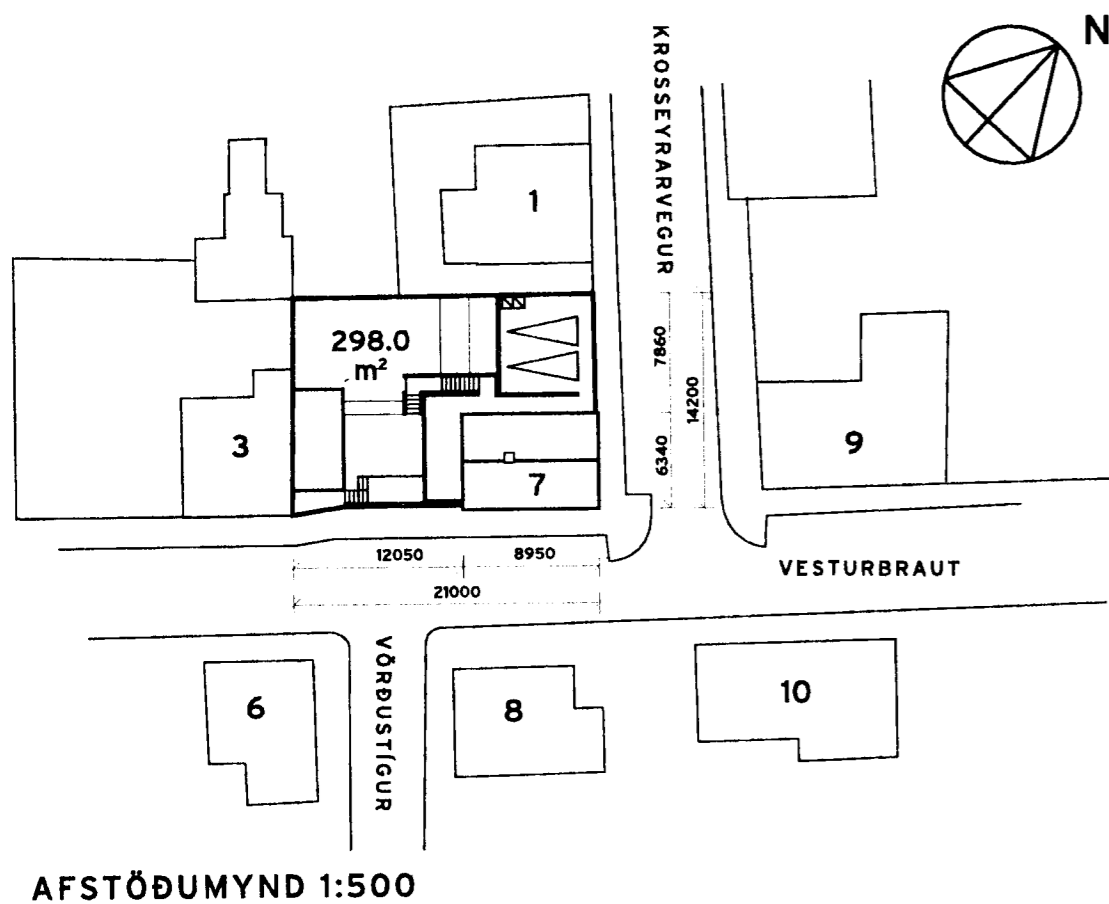 N
KROSSEYRARVEGUR
1
298.0
m²
7860
14200
6340
3
7
9
12050
8950
21000
VESTURBRAUT
VÖRÐUSTÍGUR
6
8
10
AFSTÖÐUMYND 1:500